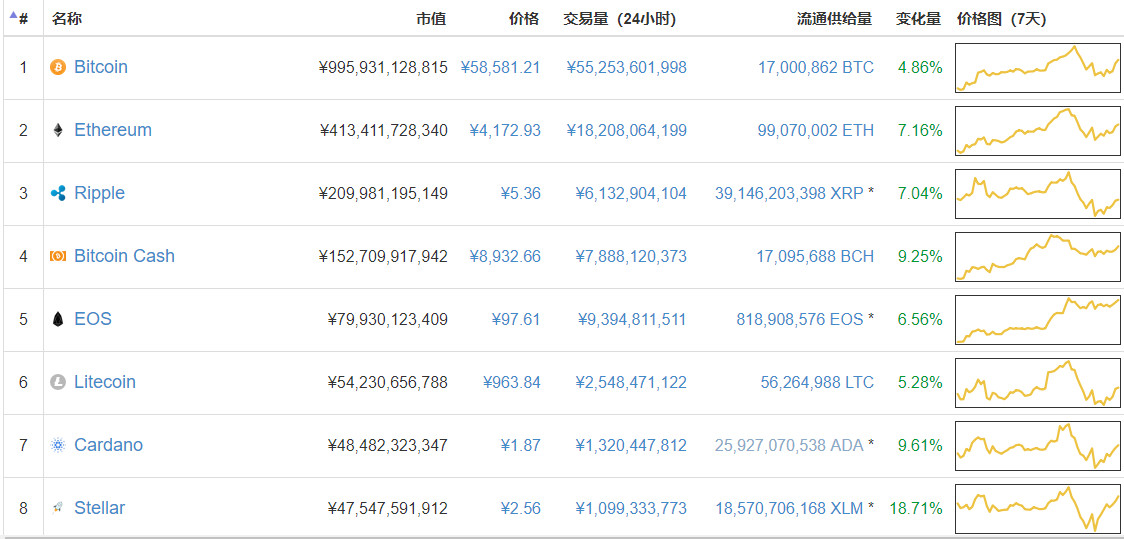 # 名称 市值 价格 交易量（24小时） 流通供给量 变化量 价格图（7天）
1 Bitcoin ¥995,931,128,815 ¥58,581.21 ¥55,253,601,998 17,000,862 BTC 4.86%
2 Ethereum ¥413,411,728,340 ¥4,172.93 ¥18,208,064,199 99,070,002 ETH 7.16%
3 Ripple ¥209,981,195,149 ¥5.36 ¥6,132,904,104 39,146,203,398 XRP * 7.04%
4 Bitcoin Cash ¥152,709,917,942 ¥8,932.66 ¥7,888,120,373 17,095,688 BCH 9.25%
5 EOS ¥79,930,123,409 ¥97.61 ¥9,394,811,511 818,908,576 EOS * 6.56%
6 Litecoin ¥54,230,656,788 ¥963.84 ¥2,548,471,122 56,264,988 LTC 5.28%
7 Cardano ¥48,482,323,347 ¥1.87 ¥1,320,447,812 25,927,070,538 ADA * 9.61%
8 Stellar ¥47,547,591,912 ¥2.56 ¥1,099,333,773 18,570,706,168 XLM * 18.71%